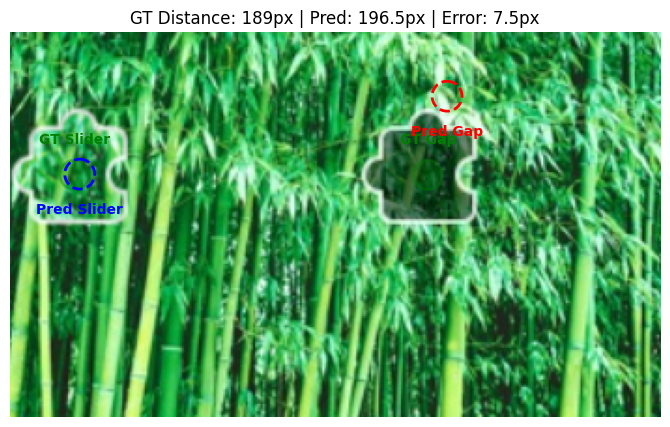 GT Distance: 189px | Pred: 196.5px | Error: 7.5px
GT Slider
Pred Gap
GT Gap
Pred Slider